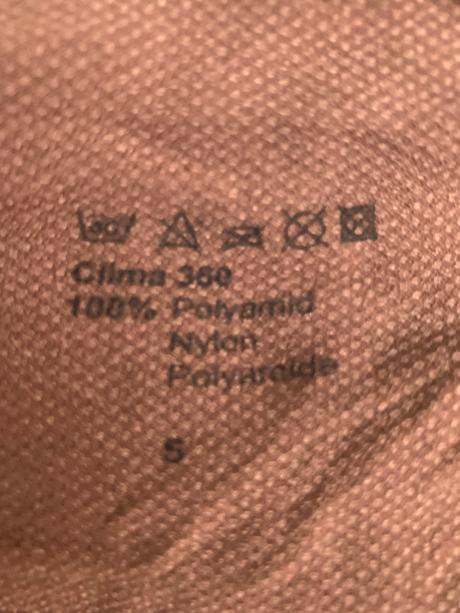 Clima 360
100% Polyamid
Nylon
Polyamide
S